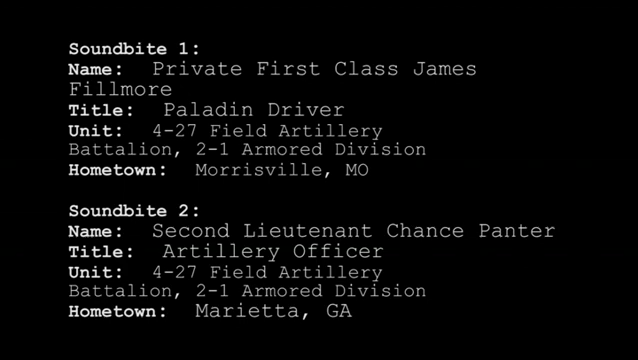 Soundbite 1:
Name: Private First Class James
Fillmore
Title: Paladin Driver
Unit: 4-27 Field Artillery
Battalion, 2-1 Armored Division
Hometown: Morrisville, MO
Soundbite 2:
Name: Second Lieutenant Chance Panter
Title: Artillery Officer
Unit: 4-27 Field Artillery
Battalion, 2-1 Armored Division
Hometown: Marietta, GA